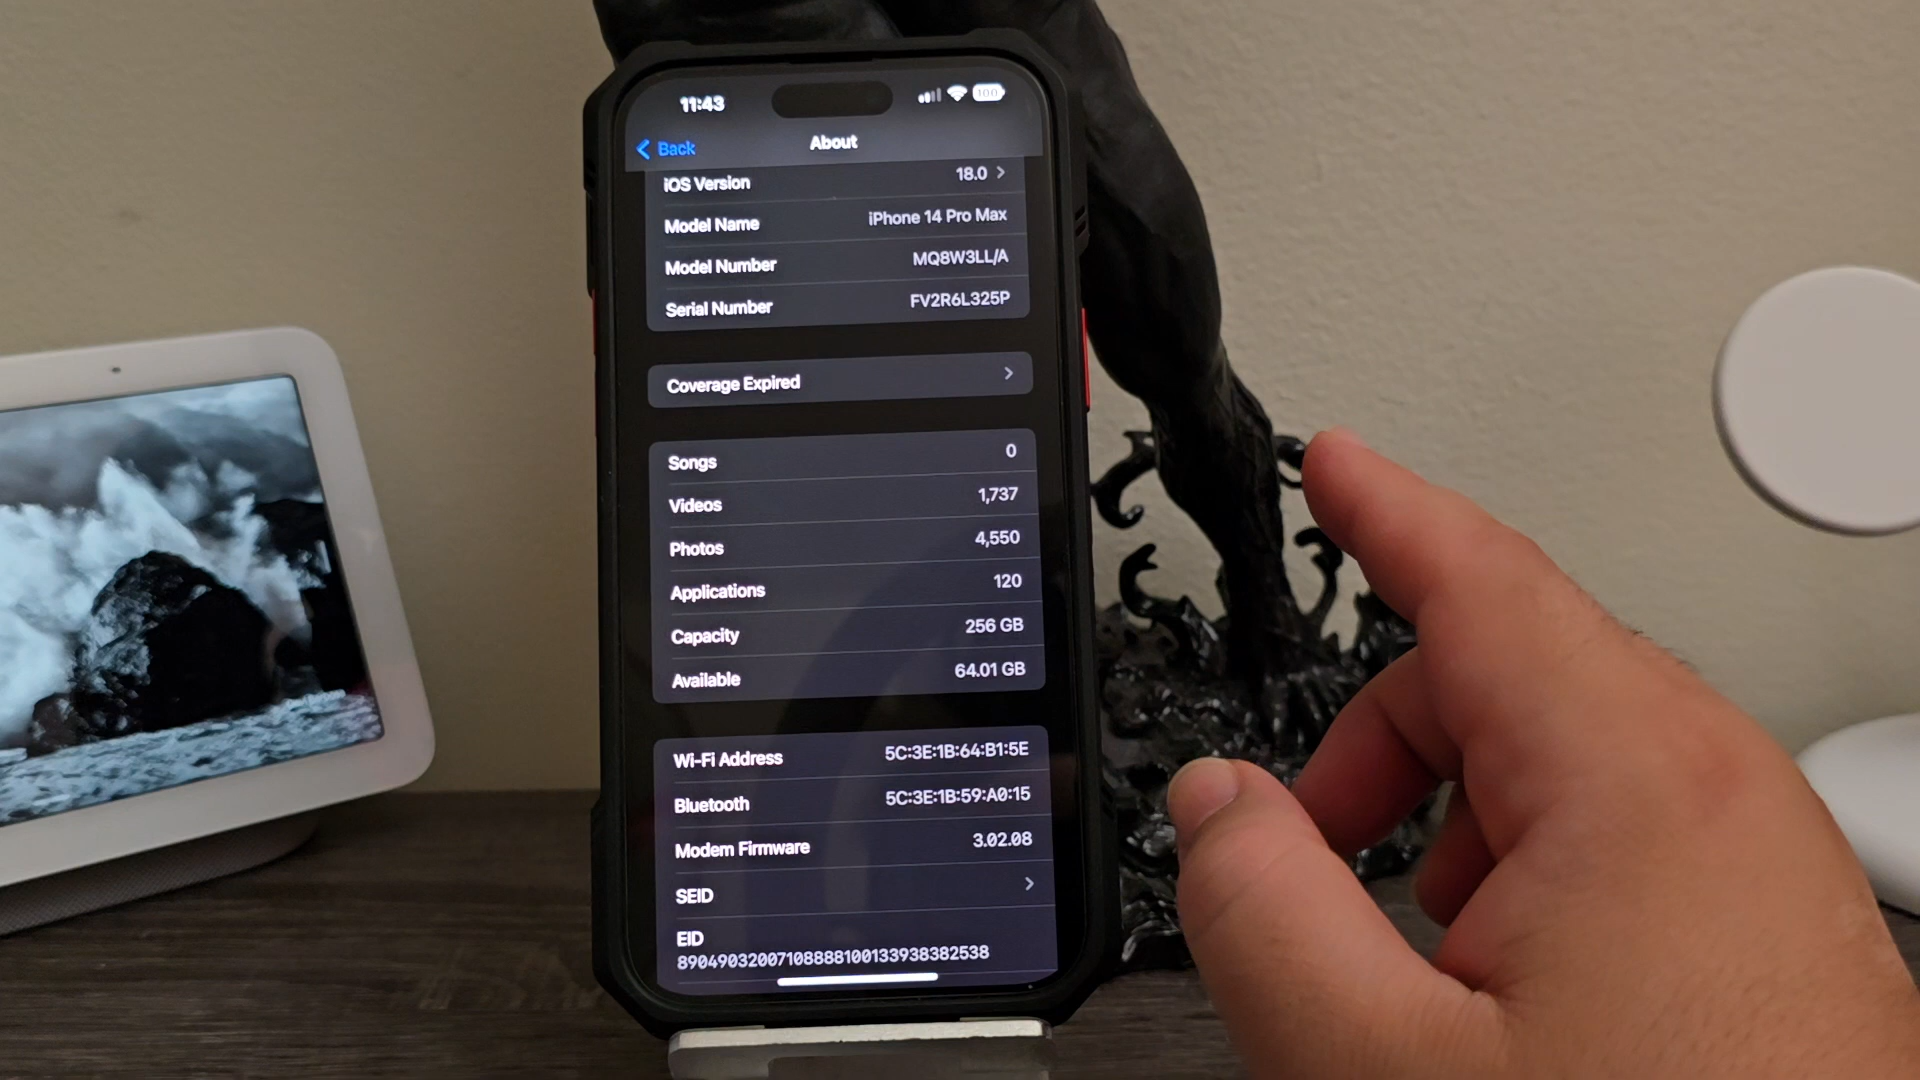 11:43
100
Back
About
iOS Version 18.0
Model Name iPhone 14 Pro Max
Model Number MQ8W3LL/A
Serial Number FV2R6L325P
Coverage Expired
Songs 0
Videos 1,737
Photos 4,550
Applications 120
Capacity 256 GB
Available 64.01 GB
Wi-Fi Address 5C:3E:1B:64:B1:5E
Bluetooth 5C:3E:1B:59:A0:15
Modem Firmware 3.02.08
SEID
EID
89049032007108888100133938382538